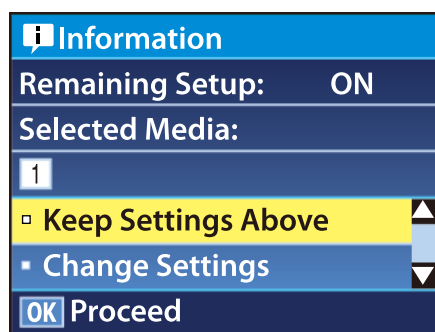 Information
Remaining Setup: ON
Selected Media:
1
Keep Settings Above
Change Settings
OK Proceed